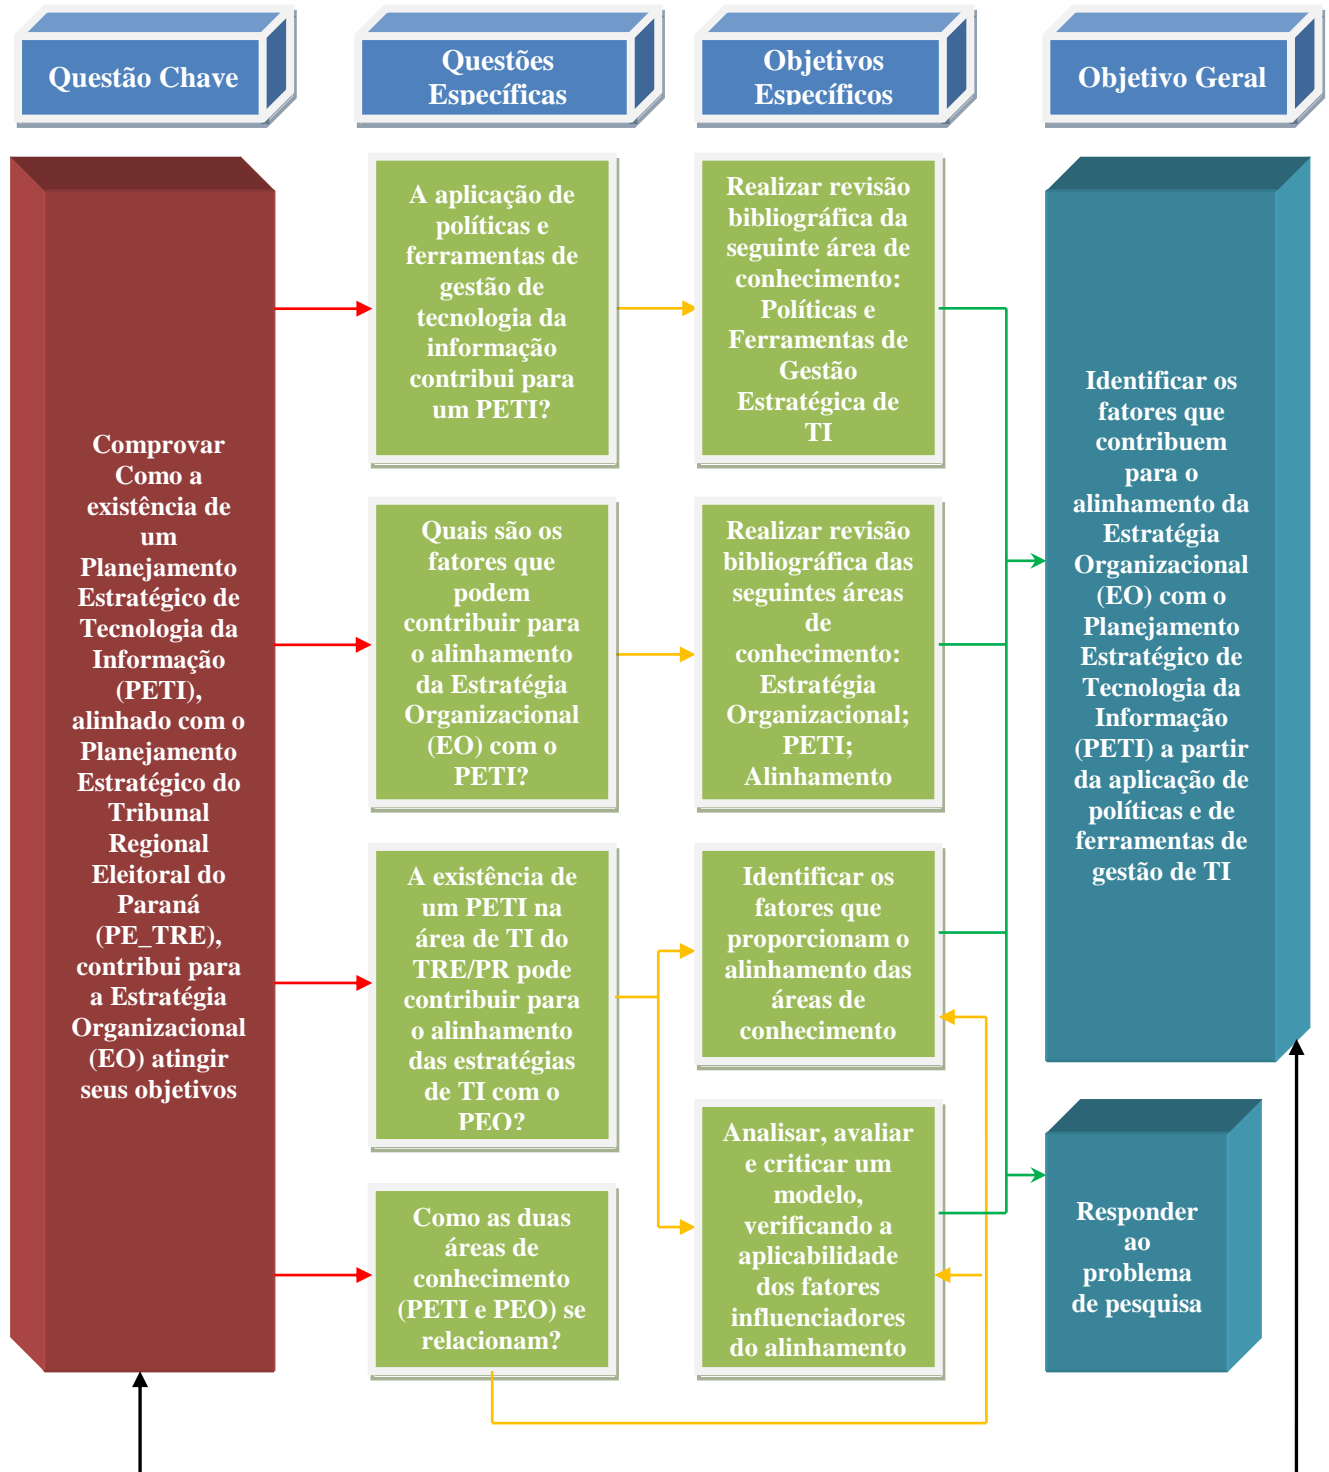 Questão Chave
Questões
Específicas
Objetivos
Específicos
Objetivo Geral
Comprovar
Como a
existência de
um
Planejamento
Estratégico de
Tecnologia da
Informação
(PETI),
alinhado com o
Planejamento
Estratégico do
Tribunal
Regional
Eleitoral do
Paraná
(PE_TRE),
contribui para
a Estratégia
Organizacional
(EO) atingir
seus objetivos
A aplicação de
políticas e
ferramentas de
gestão de
tecnologia da
informação
contribui para
um PETI?
Quais são os
fatores que
podem
contribuir para
o alinhamento
da Estratégia
Organizacional
(EO) com o
PETI?
A existência de
um PETI na
área de TI do
TRE/PR pode
contribuir para
o alinhamento
das estratégias
de TI com o
PEO?
Como as duas
áreas de
conhecimento
(PETI e PEO) se
relacionam?
Realizar revisão
bibliográfica da
seguinte área de
conhecimento:
Políticas e
Ferramentas de
Gestão
Estratégica de
TI
Realizar revisão
bibliográfica das
seguintes áreas
de
conhecimento:
Estratégia
Organizacional;
PETI;
Alinhamento
Identificar os
fatores que
proporcionam o
alinhamento das
áreas de
conhecimento
Analisar, avaliar
e criticar um
modelo,
verificando a
aplicabilidade
dos fatores
influenciadores
do alinhamento
Identificar os
fatores que
contribuem
para o
alinhamento da
Estratégia
Organizacional
(EO) com o
Planejamento
Estratégico de
Tecnologia da
Informação
(PETI) a partir
da aplicação de
políticas e de
ferramentas de
gestão de TI
Responder
ao
problema
de pesquisa